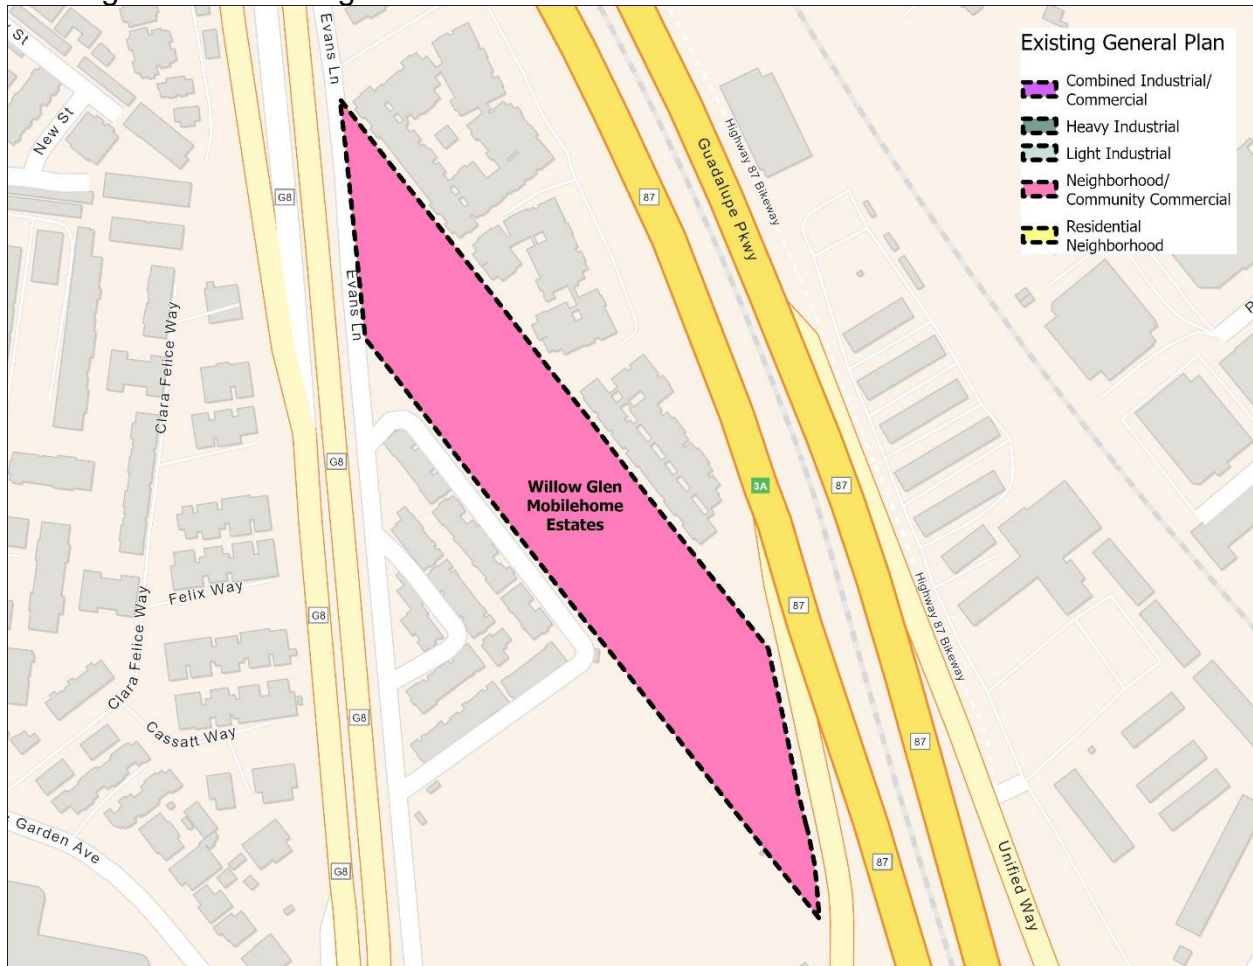 Existing General Plan
Combined Industrial/
Commercial
Heavy Industrial
Light Industrial
Neighborhood/
Community Commercial
Residential
Neighborhood
Evans Ln
St
New St
G8
87
Guadalupe Pkwy
Highway 87 Bikeway
Evans Ln
Clara Felice Way
G8
Willow Glen
Mobilehome
Estates
3A
87
Felix Way
G8
87
Highway 87 Bikeway
Clara Felice Way
Cassatt Way
G8
87
Garden Ave
G8
87
Unified Way